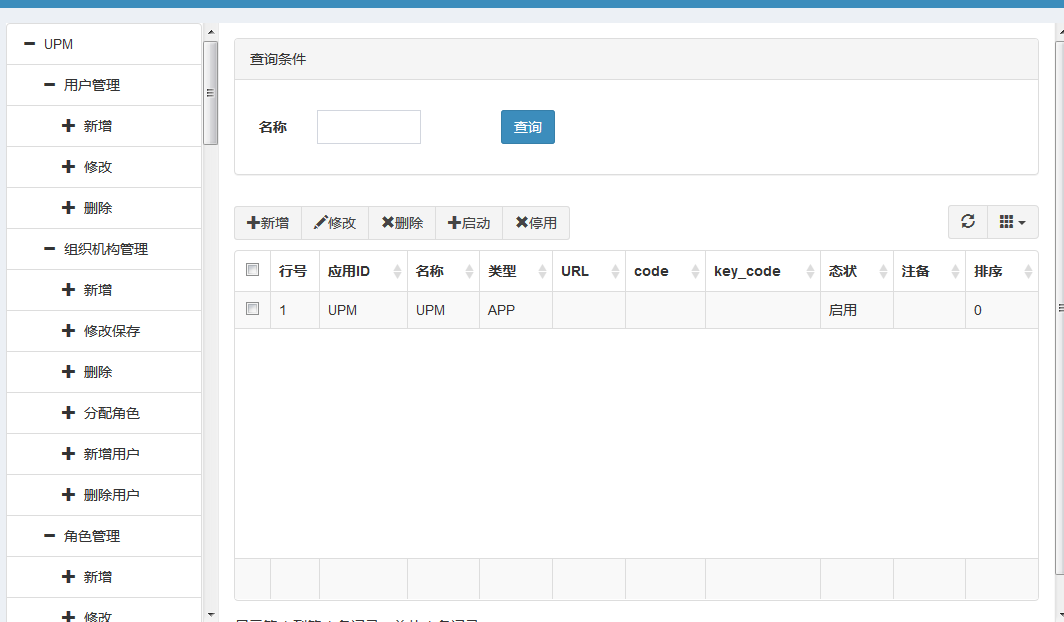 UPM
用户管理
新增
修改
删除
组织机构管理
新增
修改保存
删除
分配角色
新增用户
删除用户
角色管理
新增
修改
查询条件
名称 查询
新增 修改 删除 启动 停用
行号 应用ID 名称 类型 URL code key_code 态状 注备 排序
1 UPM UPM APP 启用 0